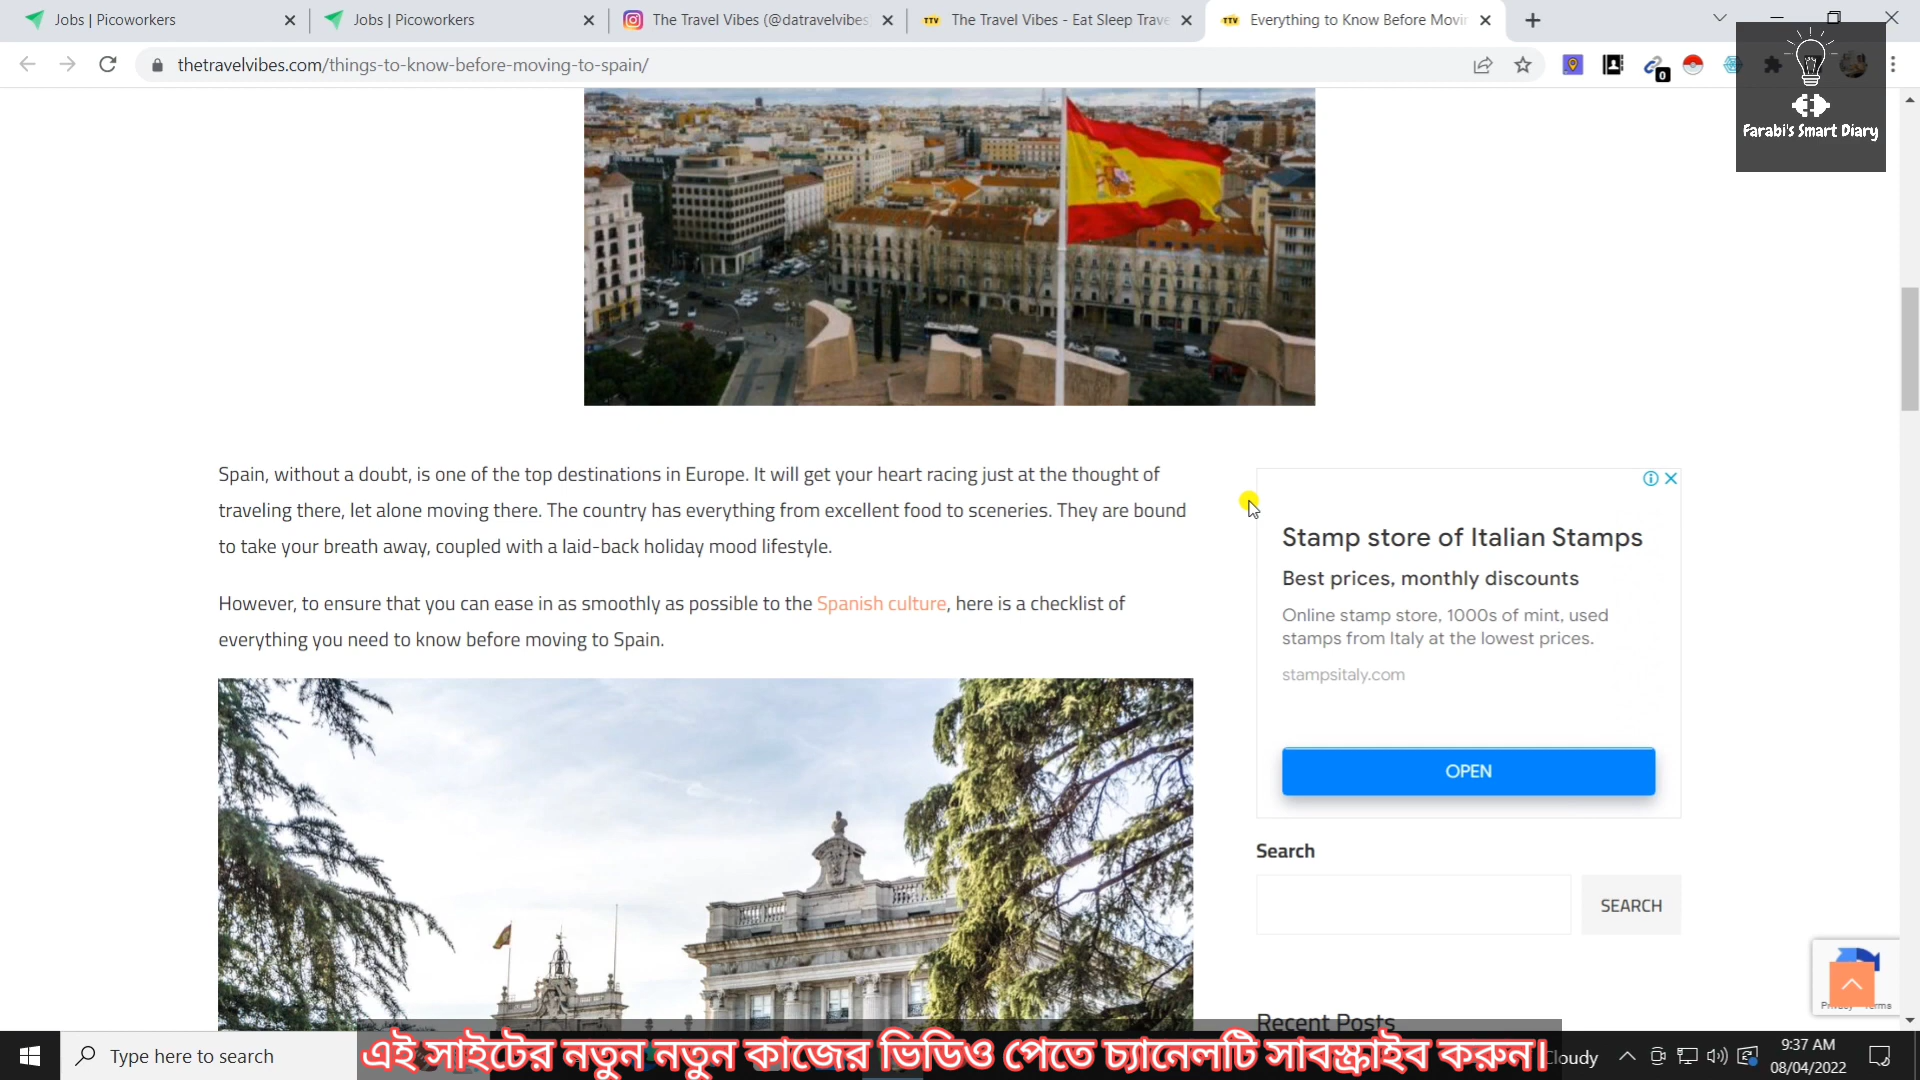 Jobs | Picoworkers
Jobs | Picoworkers
The Travel Vibes (@datravelvibes
The Travel Vibes - Eat Sleep Trave
Everything to Know Before Movin
thetravelvibes.com/things-to-know-before-moving-to-spain/
0
Farabi's Smart Diary
Spain, without a doubt, is one of the top destinations in Europe. It will get your heart racing just at the thought of
traveling there, let alone moving there. The country has everything from excellent food to sceneries. They are bound
to take your breath away, coupled with a laid-back holiday mood lifestyle.
However, to ensure that you can ease in as smoothly as possible to the Spanish culture, here is a checklist of
everything you need to know before moving to Spain.
Stamp store of Italian Stamps
Best prices, monthly discounts
Online stamp store, 1000s of mint, used
stamps from Italy at the lowest prices.
stampsitaly.com
OPEN
Search
SEARCH
Recent Posts
Type here to search
এই সাইটের নতুন নতুন কাজের ভিডিও পেতে চ্যানেলটি সাবস্ক্রাইব করুন।
Cloudy
9:37 AM
08/04/2022